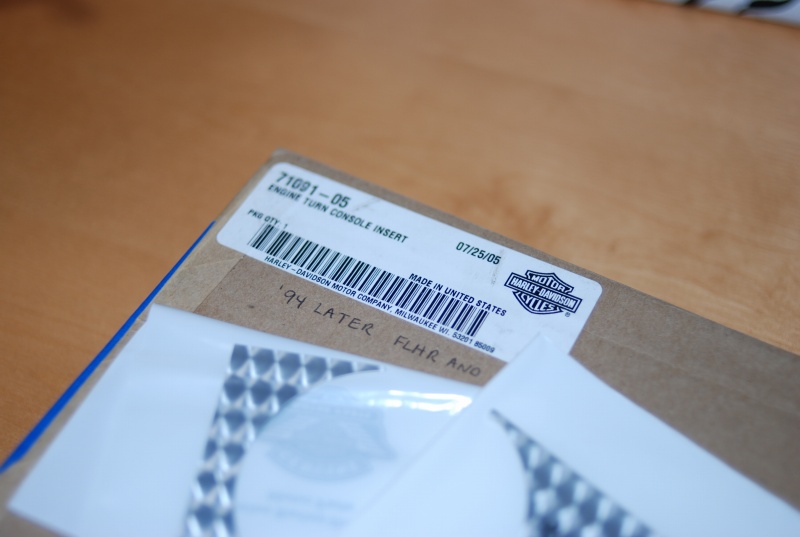 71091-05
ENGINE TURN CONSOLE INSERT
PKG QTY 1
07/25/05
MADE IN UNITED STATES
HARLEY-DAVIDSON MOTOR COMPANY, MILWAUKEE WI. 53201 85009
MOTOR
HARLEY-DAVIDSON
CYCLES
®
'94 LATER FLHR AND